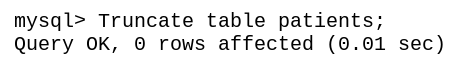 mysql> Truncate table patients;
Query OK, 0 rows affected (0.01 sec)